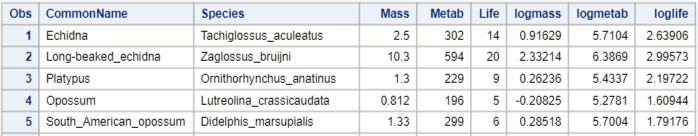 Obs CommonName Species Mass Metab Life logmass logmetab loglife
1 Echidna Tachiglossus_aculeatus 2.5 302 14 0.91629 5.7104 2.63906
2 Long-beaked_echidna Zaglossus_bruijni 10.3 594 20 2.33214 6.3869 2.99573
3 Platypus Ornithorhynchus_anatinus 1.3 229 9 0.26236 5.4337 2.19722
4 Opossum Lutreolina_crassicaudata 0.812 196 5 -0.20825 5.2781 1.60944
5 South_American_opossum Didelphis_marsupialis 1.33 299 6 0.28518 5.7004 1.79176